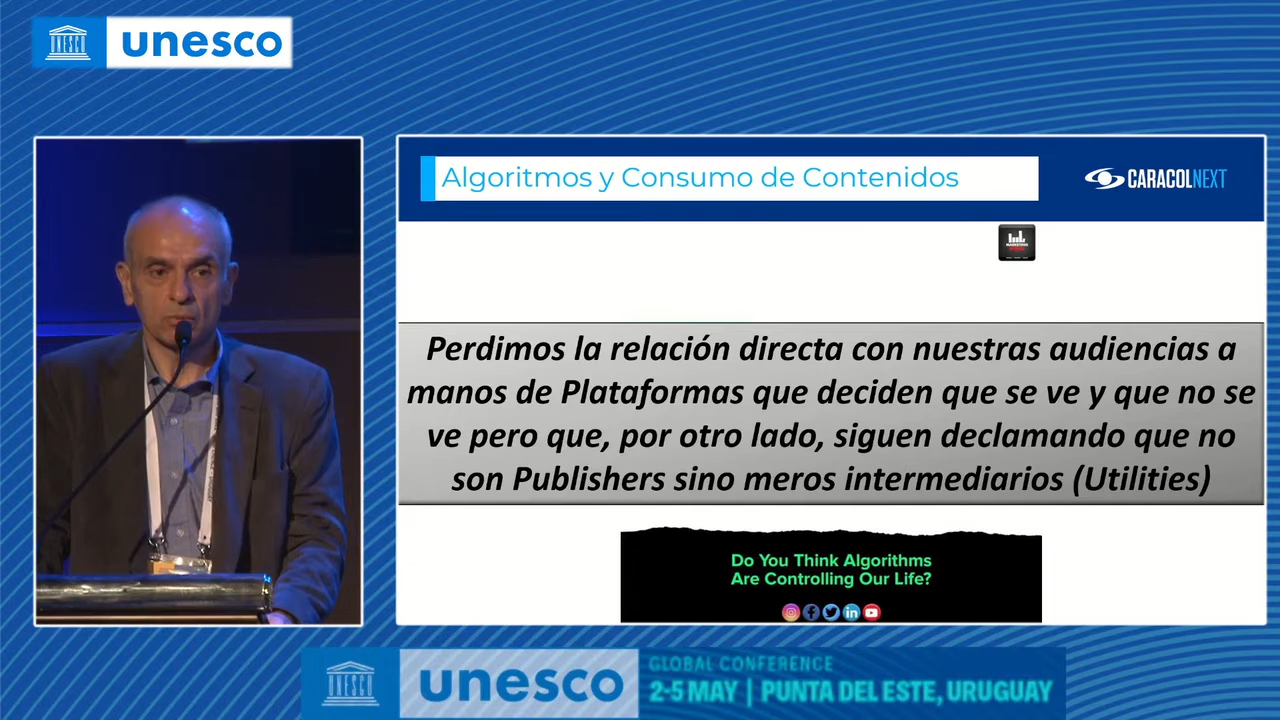 unesco
Algoritmos y Consumo de Contenidos
CARACOLNEXT
Perdimos la relación directa con nuestras audiencias a
manos de Plataformas que deciden que se ve y que no se
ve pero que, por otro lado, siguen declamando que no
son Publishers sino meros intermediarios (Utilities)
Do You Think Algorithms
Are Controlling Our Life?
unesco
GLOBAL CONFERENCE
2-5 MAY | PUNTA DEL ESTE, URUGUAY